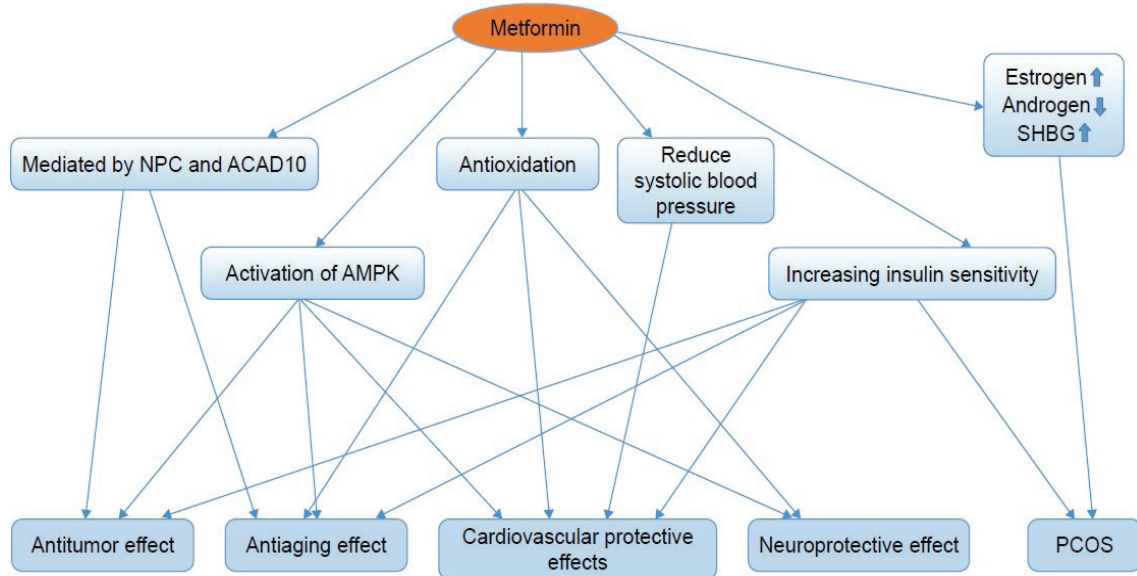 Metformin
Estrogen ⬆
Androgen ⬇
SHBG ⬆
Mediated by NPC and ACAD10
Antioxidation
Reduce
systolic blood
pressure
Activation of AMPK
Increasing insulin sensitivity
Antitumor effect
Antiaging effect
Cardiovascular protective
effects
Neuroprotective effect
PCOS